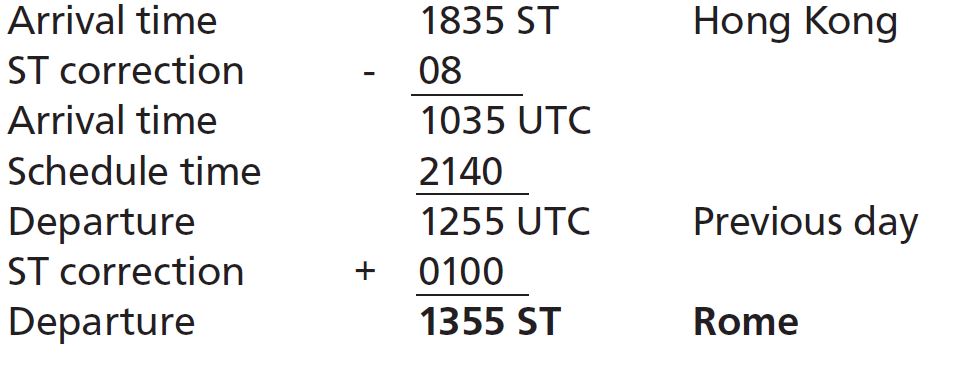 Arrival time 1835 ST Hong Kong
ST correction - 08
Arrival time 1035 UTC
Schedule time 2140
Departure 1255 UTC Previous day
ST correction + 0100
Departure 1355 ST Rome